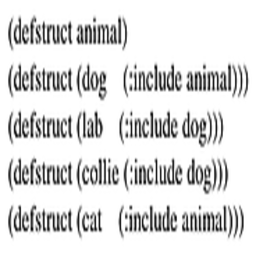 (defstruct animal)
(defstruct (dog (:include animal)))
(defstruct (lab (:include dog)))
(defstruct (collie (:include dog)))
(defstruct (cat (:include animal)))